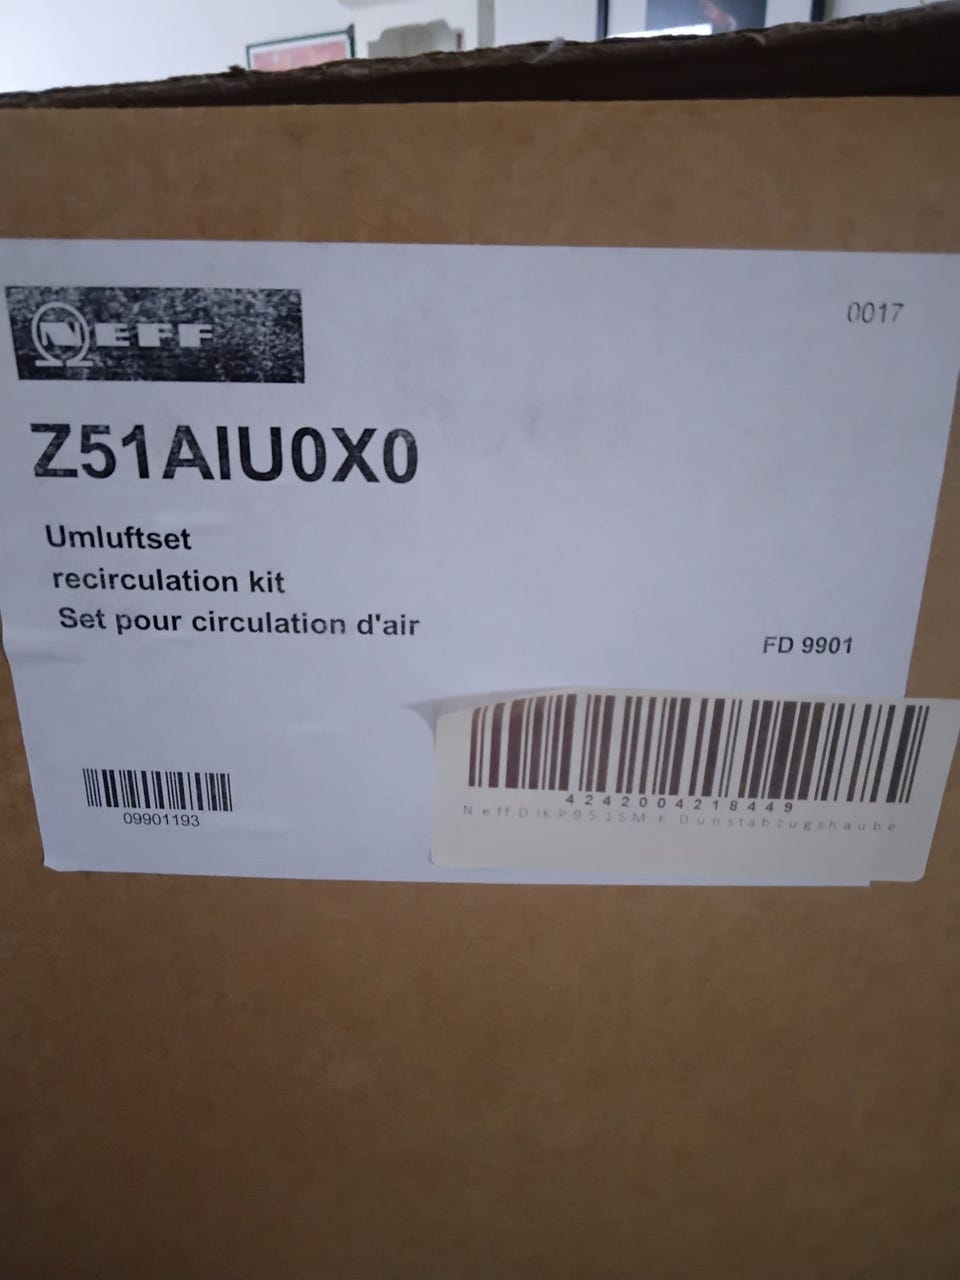 NEFF
0017
Z51AIU0X0
Umluftset
recirculation kit
Set pour circulation d'air
FD 9901
09901193
4242004218449
Neff DIKP951SM K Dunstabzugshaube